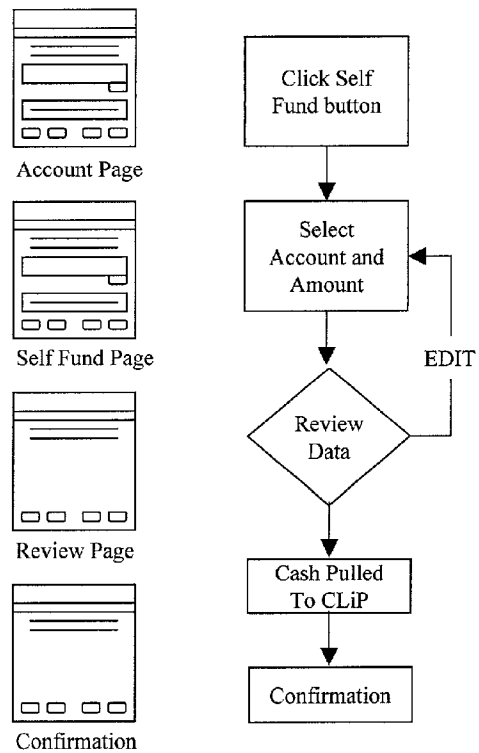 Account Page
Self Fund Page
Review Page
Confirmation
Click Self
Fund button
Select
Account and
Amount
EDIT
Review
Data
Cash Pulled
To CLiP
Confirmation